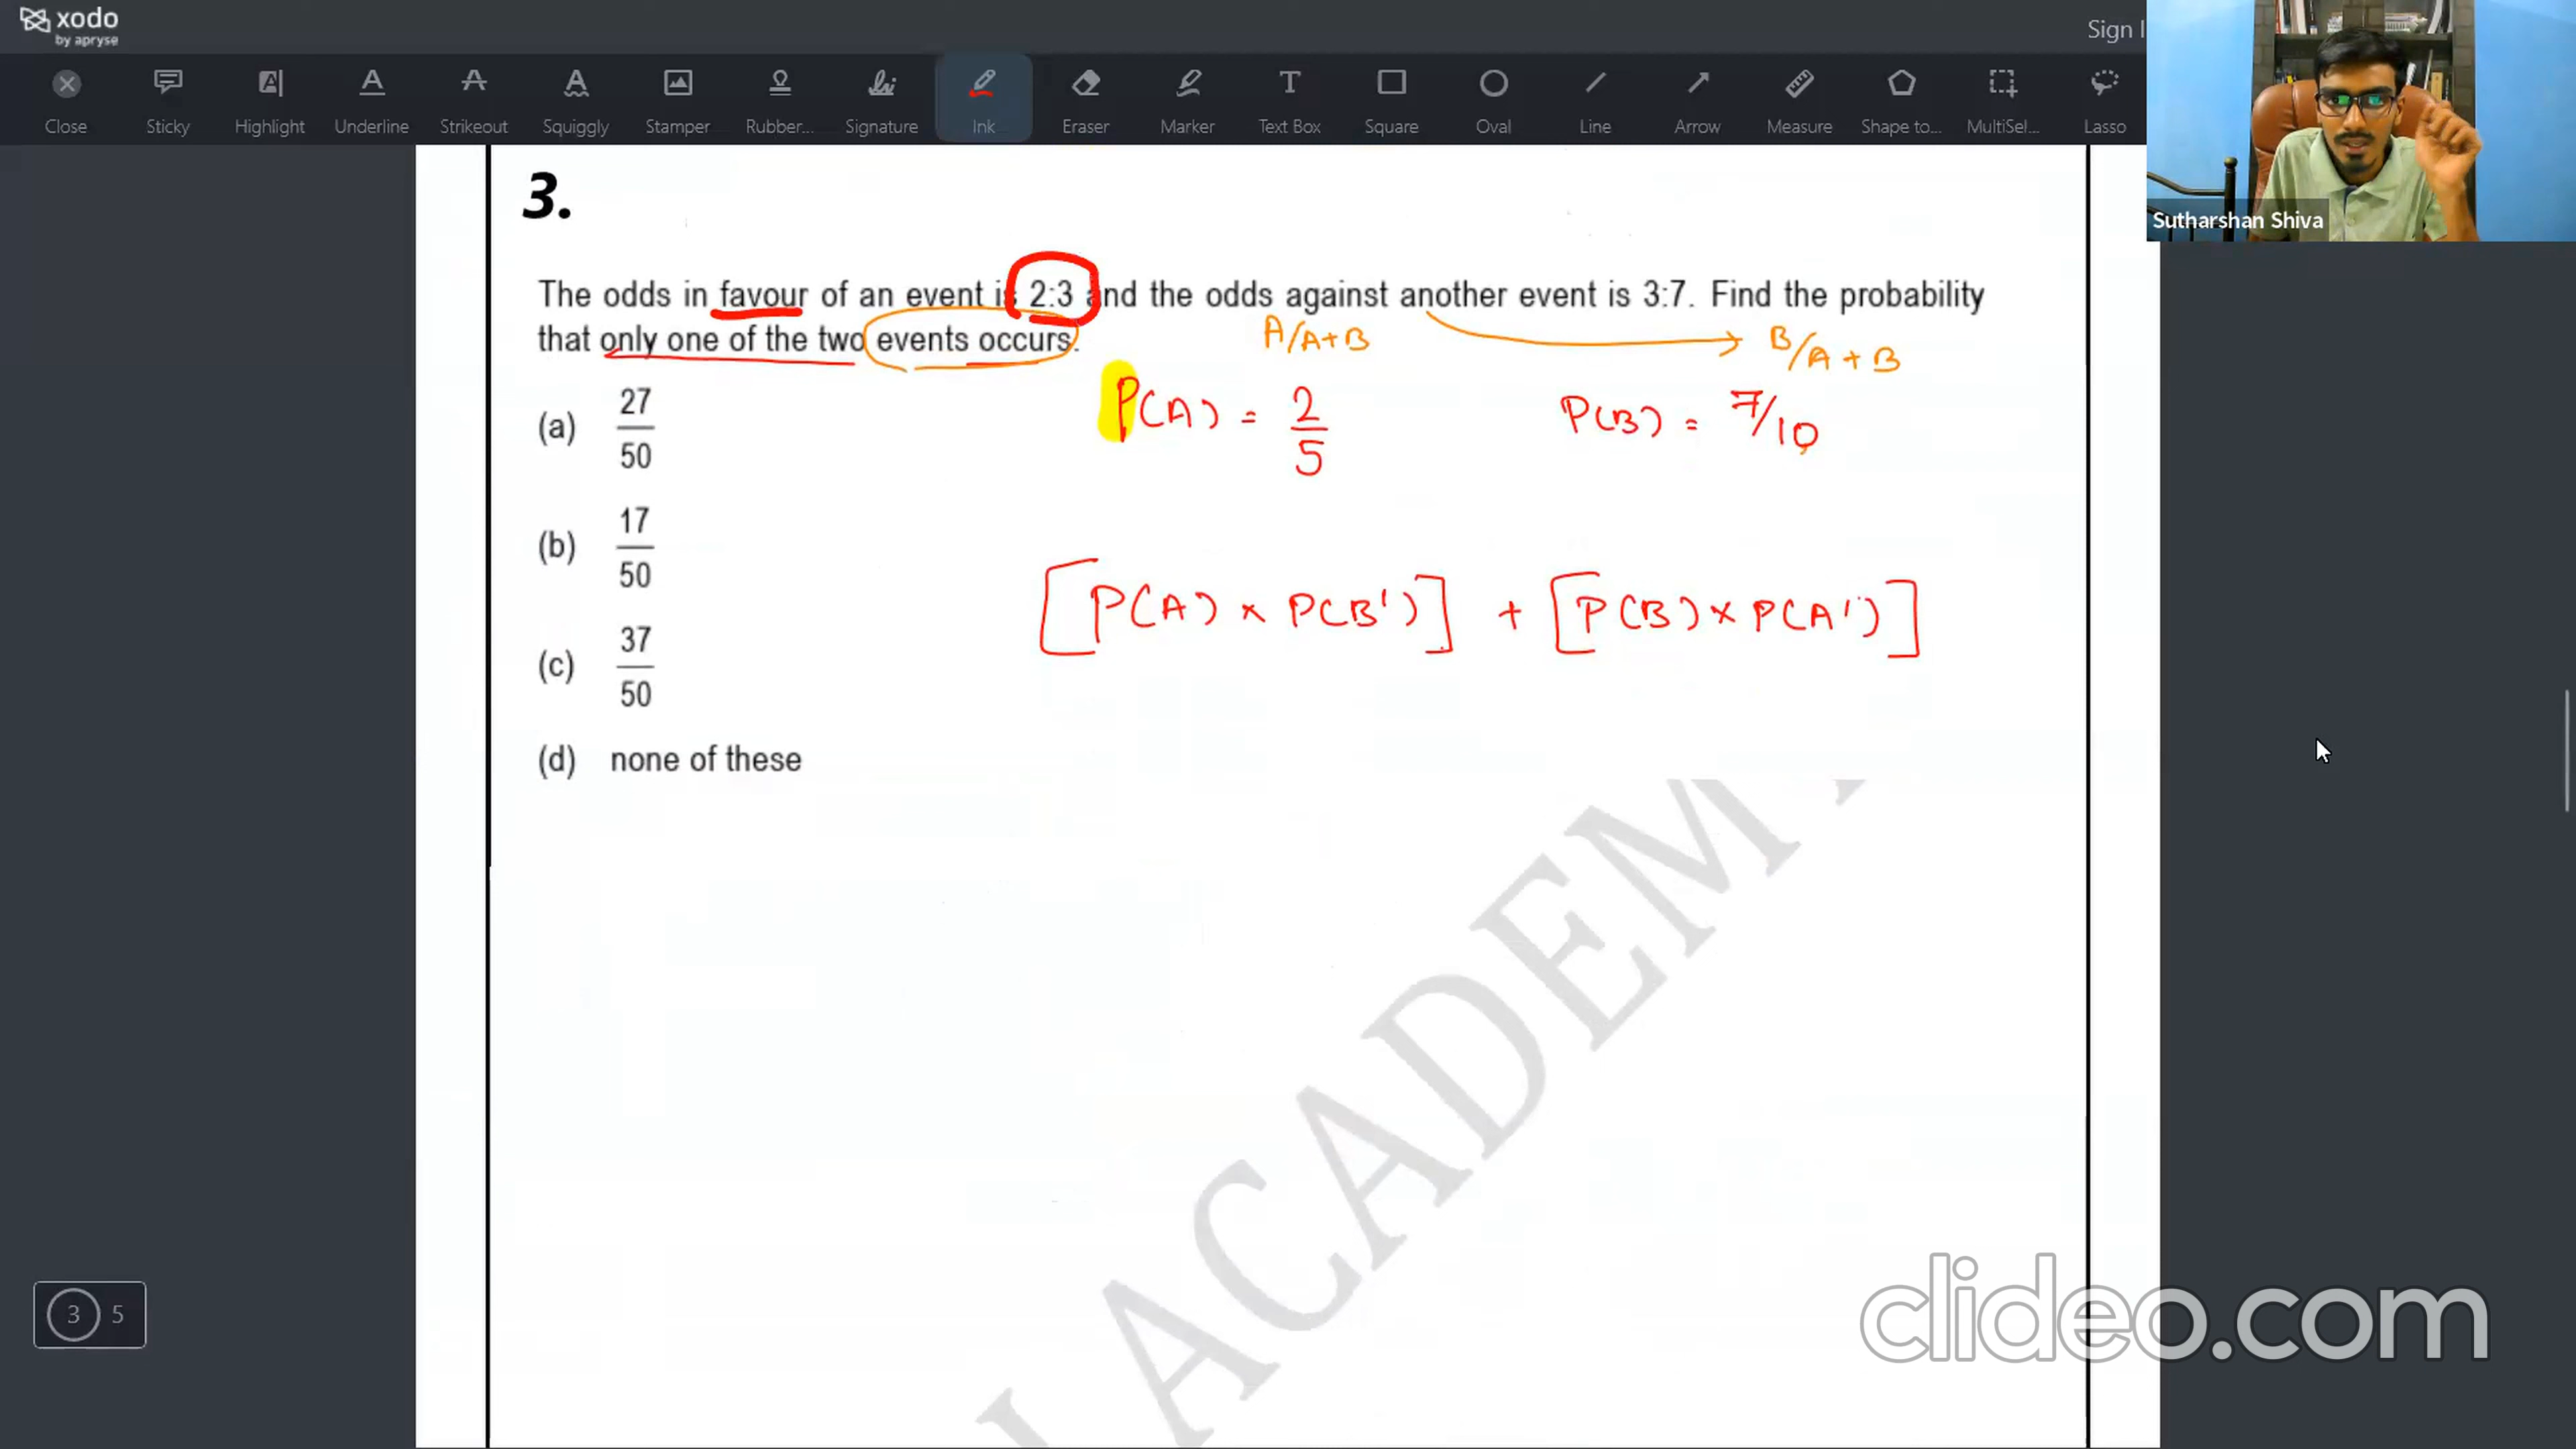 xodo
by apryse
Sign I
Close Sticky Highlight Underline Strikeout Squiggly Stamper Rubber... Signature Ink Eraser Marker Text Box Square Oval Line Arrow Measure Shape to... MultiSel... Lasso
Sutharshan Shiva
3.
The odds in favour of an event is 2:3 and the odds against another event is 3:7. Find the probability
that only one of the two events occurs.
A/A+B
B/A+B
P(A) = 2/5
P(B) = 7/10
(a) 27/50
(b) 17/50
[P(A) × P(B')] + [P(B) × P(A')]
(c) 37/50
(d) none of these
ACADEM
3 5
clideo.com